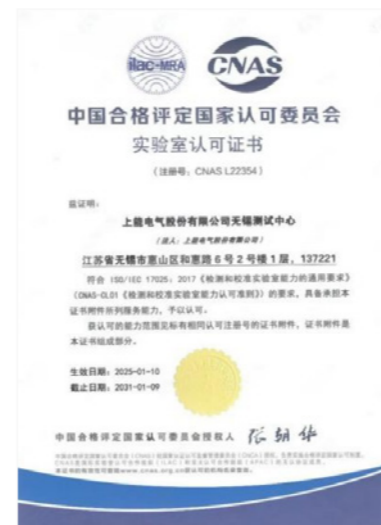 ilac-MRA
CNAS
中国合格评定国家认可委员会
实验室认可证书
(注册号：CNAS L22354)
兹证明：
上能电气股份有限公司无锡测试中心
(法人：上能电气股份有限公司)
江苏省无锡市惠山区和惠路 6 号 2 号楼 1 层，137221
符合 ISO/IEC 17025：2017《检测和校准实验室能力的通用要求》
(CNAS-CL01《检测和校准实验室能力认可准则》) 的要求，具备承担本
证书附件所列服务能力，予以认可。
获认可的能力范围见标有相同认可注册号的证书附件，证书附件是
本证书组成部分。
生效日期：2025-01-10
截止日期：2031-01-09
中国合格评定国家认可委员会授权人 张朝华